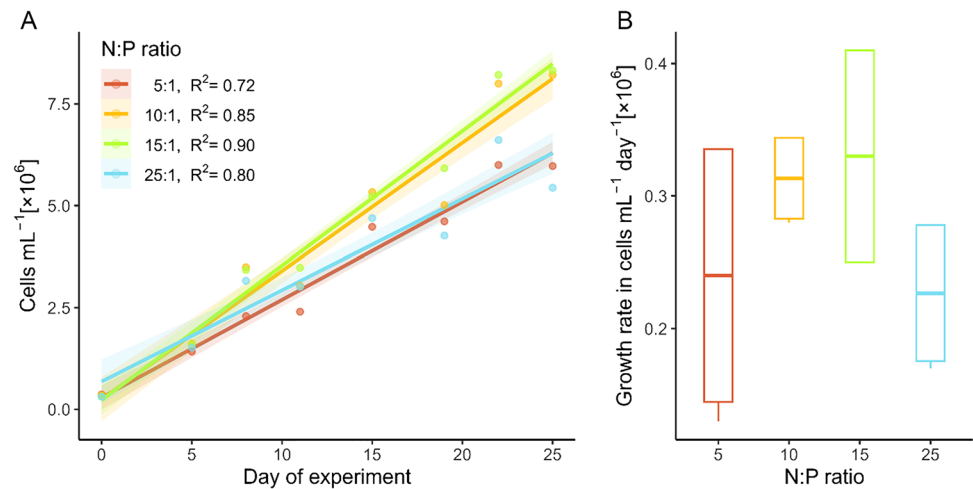 A
N:P ratio
5:1, R²= 0.72
10:1, R²= 0.85
15:1, R²= 0.90
25:1, R²= 0.80
Cells mL⁻¹[×10⁶]
7.5
5.0
2.5
0.0
0 5 10 15 20 25
Day of experiment
B
Growth rate in cells mL⁻¹ day⁻¹[×10⁶]
0.4
0.3
0.2
5 10 15 25
N:P ratio